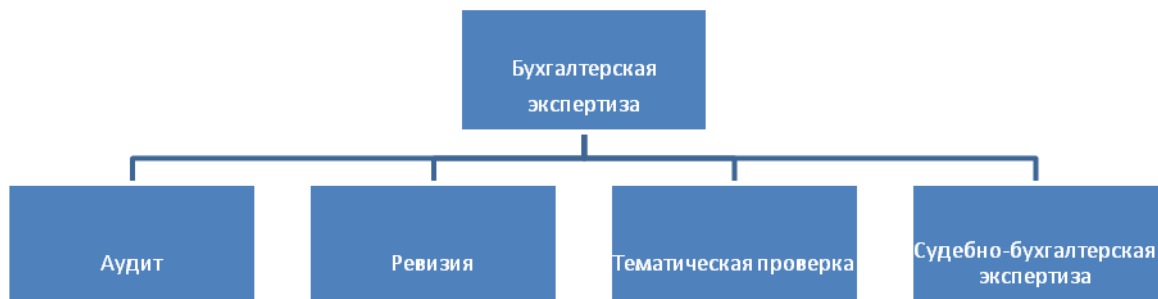 Бухгалтерская
экспертиза
Аудит
Ревизия
Тематическая проверка
Судебно-бухгалтерская
экспертиза